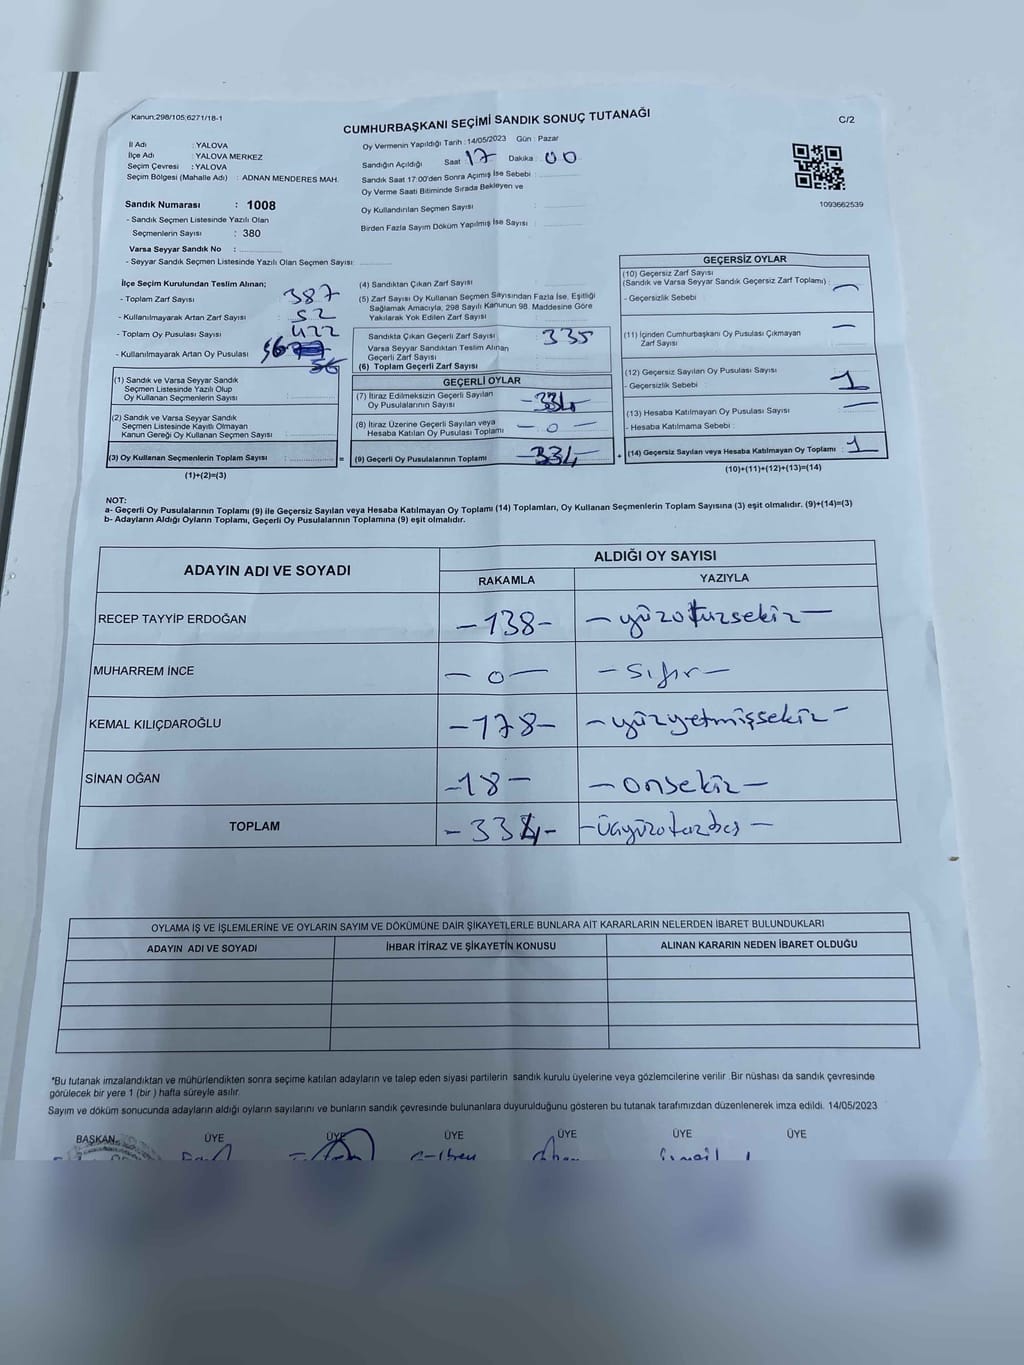 Kanun:298/105;6271/18-1
CUMHURBAŞKANI SEÇİMİ SANDIK SONUÇ TUTANAĞI
C/2
İl Adı : YALOVA
İlçe Adı : YALOVA MERKEZ
Seçim Çevresi : YALOVA
Seçim Bölgesi (Mahalle Adı) : ADNAN MENDERES MAH.
Oy Vermenin Yapıldığı Tarih : 14/05/2023 Gün : Pazar
Sandığın Açıldığı Saat 17 Dakika : 00
Sandık Saat 17:00'den Sonra Açımış İse Sebebi :
Oy Verme Saati Bitiminde Sırada Bekleyen ve
Oy Kullandırılan Seçmen Sayısı :
Birden Fazla Sayım Döküm Yapılmış İse Sayısı :
1093662539
Sandık Numarası : 1008
- Sandık Seçmen Listesinde Yazılı Olan
Seçmenlerin Sayısı : 380
Varsa Seyyar Sandık No :
- Seyyar Sandık Seçmen Listesinde Yazılı Olan Seçmen Sayısı:
İlçe Seçim Kurulundan Teslim Alınan;
- Toplam Zarf Sayısı : 387
- Kullanılmayarak Artan Zarf Sayısı : 52
- Toplam Oy Pusulası Sayısı : 422
- Kullanılmayarak Artan Oy Pusulası
56
(1) Sandık ve Varsa Seyyar Sandık
Seçmen Listesinde Yazılı Olup
Oy Kullanan Seçmenlerin Sayısı :
(2) Sandık ve Varsa Seyyar Sandık
Seçmen Listesinde Kayıtlı Olmayan
Kanun Gereği Oy Kullanan Seçmen Sayısı :
(3) Oy Kullanan Seçmenlerin Toplam Sayısı : =
(1)+(2)=(3)
(4) Sandıktan Çıkan Zarf Sayısı :
(5) Zarf Sayısı Oy Kullanan Seçmen Sayısından Fazla İse, Eşitliği
Sağlamak Amacıyla, 298 Sayılı Kanunun 98. Maddesine Göre
Yakılarak Yok Edilen Zarf Sayısı :
Sandıkta Çıkan Geçerli Zarf Sayısı : 335
Varsa Seyyar Sandıktan Teslim Alınan
Geçerli Zarf Sayısı :
(6) Toplam Geçerli Zarf Sayısı :
GEÇERLİ OYLAR
(7) İtiraz Edilmeksizin Geçerli Sayılan
Oy Pusulalarının Sayısı : -334-
(8) İtiraz Üzerine Geçerli Sayılan veya
Hesaba Katılan Oy Pusulası Toplamı : - 0 -
(9) Geçerli Oy Pusulalarının Toplamı : -334- +
GEÇERSİZ OYLAR
(10) Geçersiz Zarf Sayısı
(Sandık ve Varsa Seyyar Sandık Geçersiz Zarf Toplamı) : —
- Geçersizlik Sebebi :
(11) İçinden Cumhurbaşkanı Oy Pusulası Çıkmayan
Zarf Sayısı : —
(12) Geçersiz Sayılan Oy Pusulası Sayısı : 1
- Geçersizlik Sebebi :
(13) Hesaba Katılmayan Oy Pusulası Sayısı : —
- Hesaba Katılmama Sebebi :
(14) Geçersiz Sayılan veya Hesaba Katılmayan Oy Toplamı : 1
(10)+(11)+(12)+(13)=(14)
NOT:
a- Geçerli Oy Pusulalarının Toplamı (9) ile Geçersiz Sayılan veya Hesaba Katılmayan Oy Toplamı (14) Toplamları, Oy Kullanan Seçmenlerin Toplam Sayısına (3) eşit olmalıdır. (9)+(14)=(3)
b- Adayların Aldığı Oyların Toplamı, Geçerli Oy Pusulalarının Toplamına (9) eşit olmalıdır.
ADAYIN ADI VE SOYADI
ALDIĞI OY SAYISI
RAKAMLA YAZIYLA
RECEP TAYYİP ERDOĞAN -138- - yüzotuzsekiz -
MUHARREM İNCE - 0 - - sıfır -
KEMAL KILIÇDAROĞLU -178- - yüzyetmişsekiz -
SİNAN OĞAN -18- - onsekiz -
TOPLAM -334-
OYLAMA İŞ VE İŞLEMLERİNE VE OYLARIN SAYIM VE DÖKÜMÜNE DAİR ŞİKAYETLERLE BUNLARA AİT KARARLARIN NELERDEN İBARET BULUNDUKLARI
ADAYIN ADI VE SOYADI İHBAR İTİRAZ VE ŞİKAYETİN KONUSU ALINAN KARARIN NEDEN İBARET OLDUĞU
"Bu tutanak imzalandıktan ve mühürlendikten sonra seçime katılan adayların ve talep eden siyasi partilerin sandık kurulu üyelerine veya gözlemcilerine verilir .Bir nüshası da sandık çevresinde
görülecek bir yere 1 (bir ) hafta süreyle asılır.
Sayım ve döküm sonucunda adayların aldığı oyların sayılarını ve bunların sandık çevresinde bulunanlara duyurulduğunu gösteren bu tutanak tarafımızdan düzenlenerek imza edildi. 14/05/2023
BAŞKAN ÜYE ÜYE ÜYE ÜYE ÜYE ÜYE